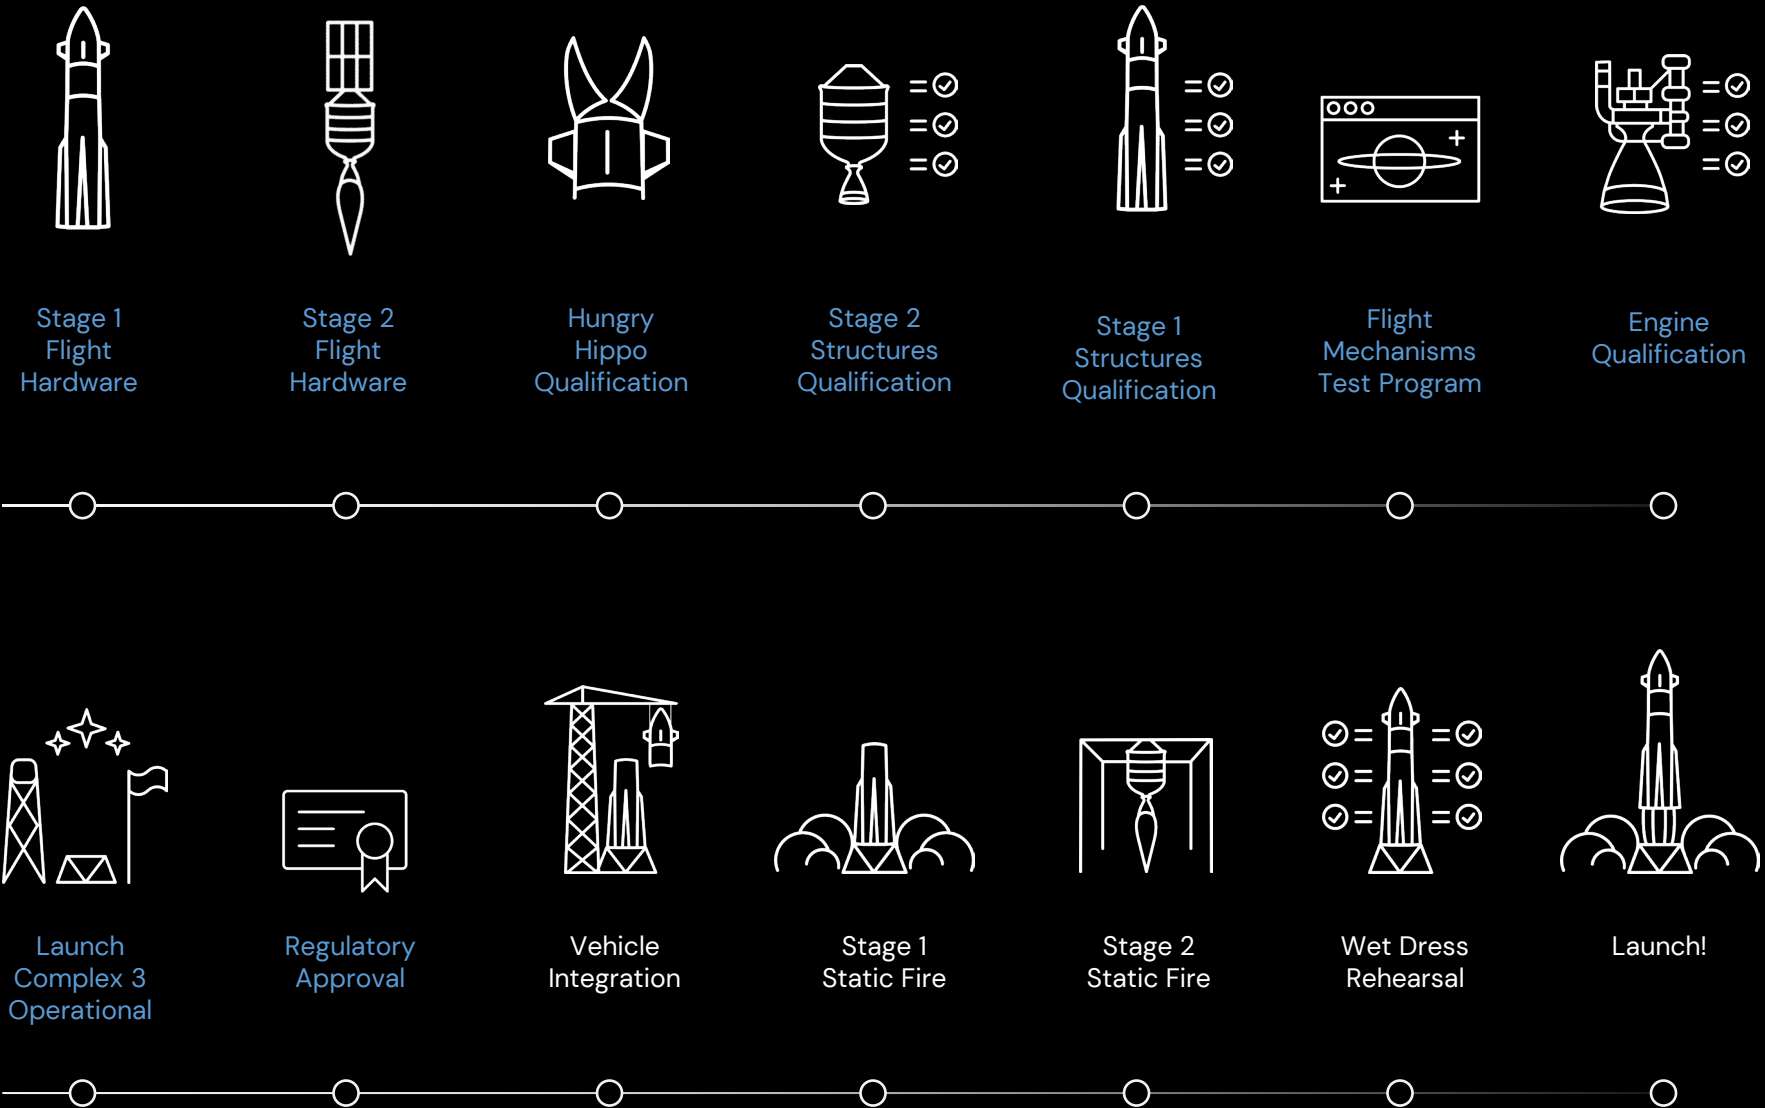 Stage 1
Flight
Hardware
Stage 2
Flight
Hardware
Hungry
Hippo
Qualification
Stage 2
Structures
Qualification
Stage 1
Structures
Qualification
Flight
Mechanisms
Test Program
Engine
Qualification
Launch
Complex 3
Operational
Regulatory
Approval
Vehicle
Integration
Stage 1
Static Fire
Stage 2
Static Fire
Wet Dress
Rehearsal
Launch!